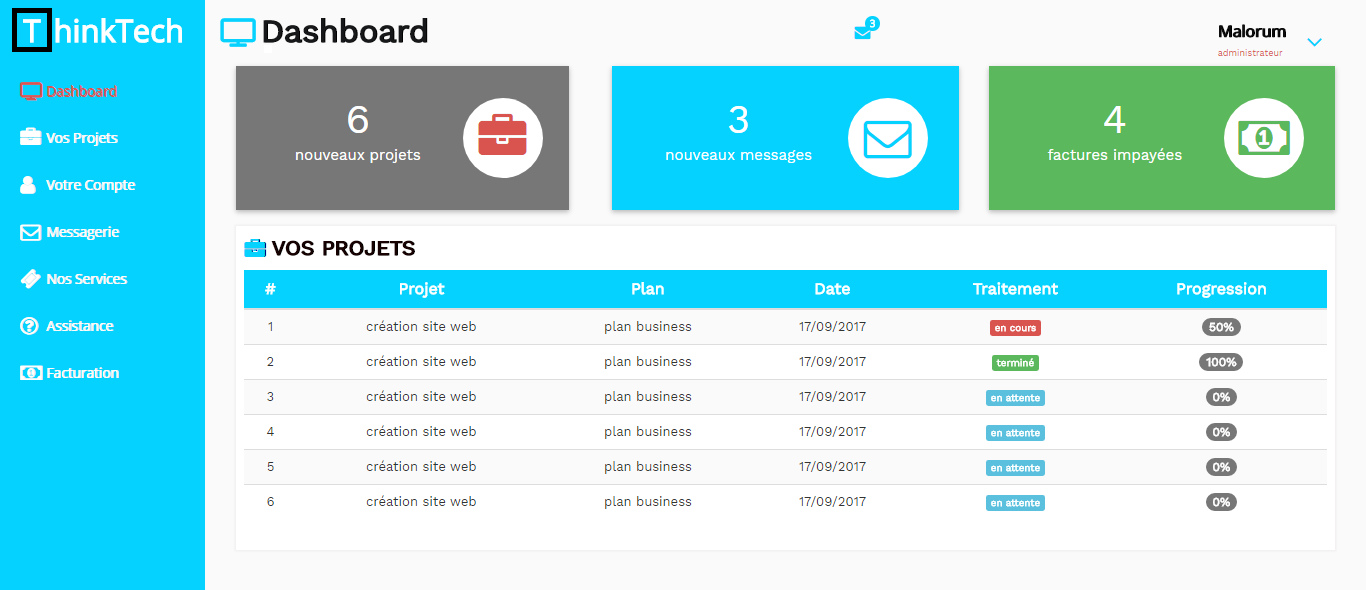 ThinkTech
Dashboard
Vos Projets
Votre Compte
Messagerie
Nos Services
Assistance
Facturation
Dashboard
3
Malorum
administrateur
6
nouveaux projets
3
nouveaux messages
4
factures impayées
1
VOS PROJETS
# Projet Plan Date Traitement Progression
1 création site web plan business 17/09/2017 en cours 50%
2 création site web plan business 17/09/2017 terminé 100%
3 création site web plan business 17/09/2017 en attente 0%
4 création site web plan business 17/09/2017 en attente 0%
5 création site web plan business 17/09/2017 en attente 0%
6 création site web plan business 17/09/2017 en attente 0%